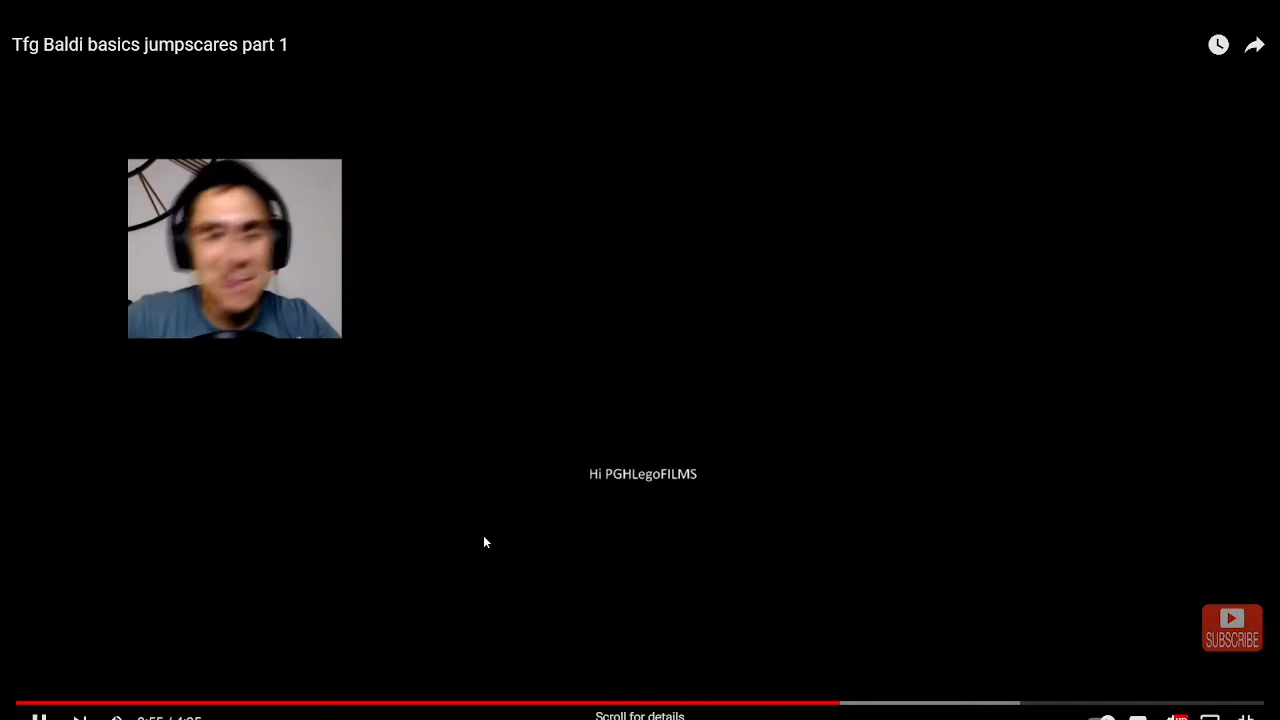 Tfg Baldi basics jumpscares part 1
Hi PGHLegoFILMS
SUBSCRIBE
Scroll for details